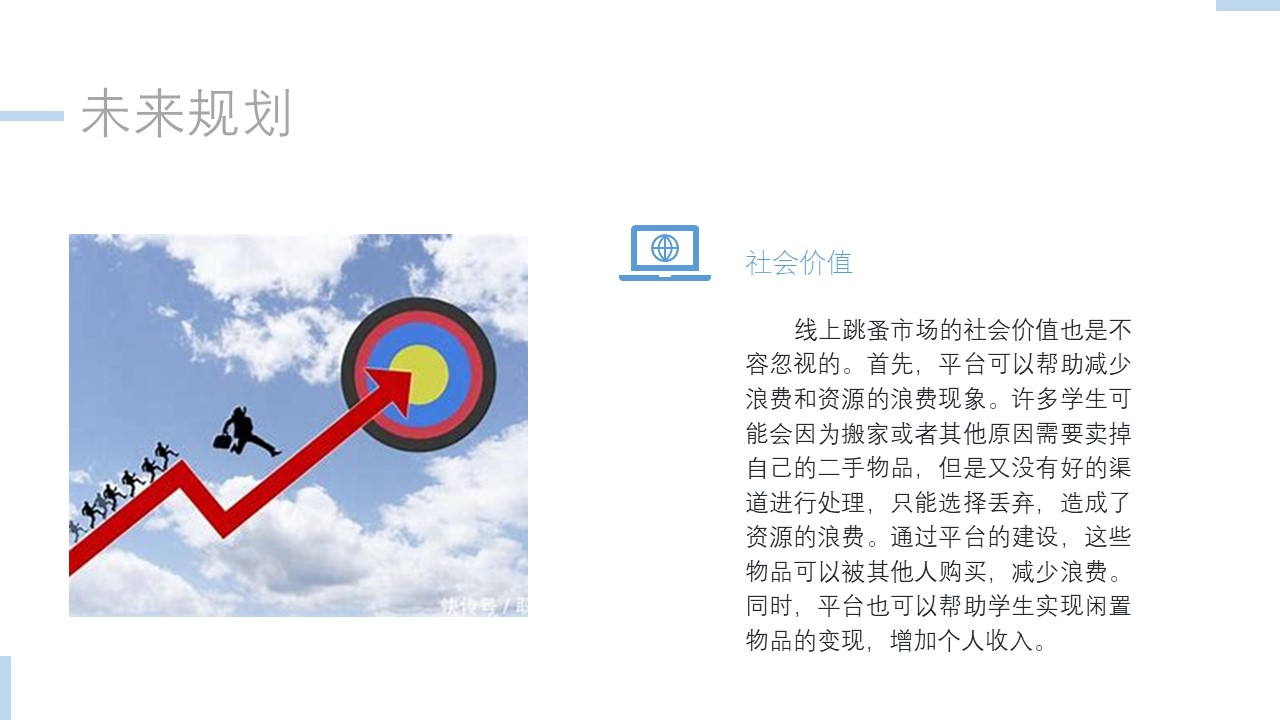 未来规划
社会价值
线上跳蚤市场的社会价值也是不
容忽视的。首先，平台可以帮助减少
浪费和资源的浪费现象。许多学生可
能会因为搬家或者其他原因需要卖掉
自己的二手物品，但是又没有好的渠
道进行处理，只能选择丢弃，造成了
资源的浪费。通过平台的建设，这些
物品可以被其他人购买，减少浪费。
同时，平台也可以帮助学生实现闲置
物品的变现，增加个人收入。
快传号 /